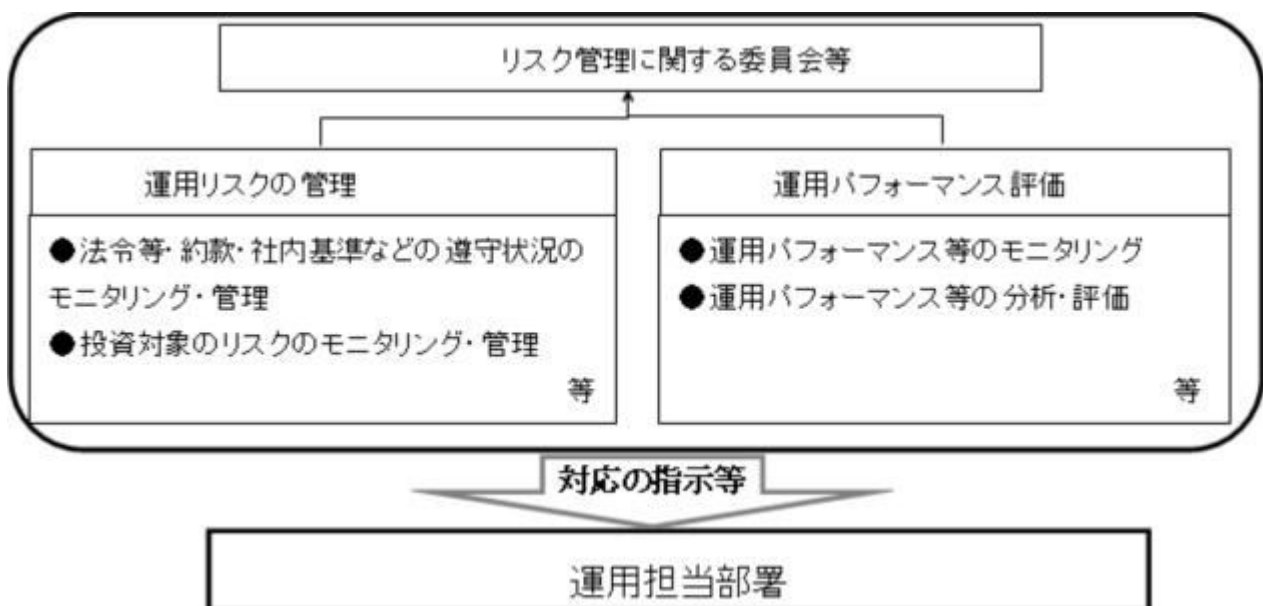 リスク管理に関する委員会等
運用リスクの管理
●法令等・約款・社内基準などの遵守状況の
モニタリング・管理
●投資対象のリスクのモニタリング・管理
等
運用パフォーマンス評価
●運用パフォーマンス等のモニタリング
●運用パフォーマンス等の分析・評価
等
対応の指示等
運用担当部署